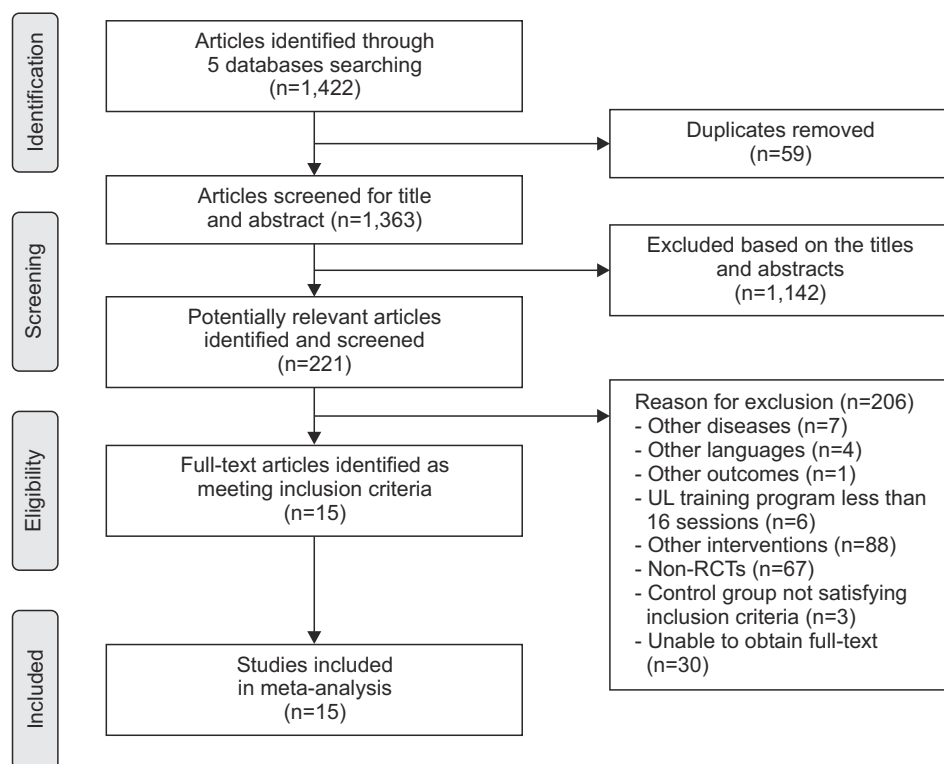 Identification
Articles identified through
5 databases searching
(n=1,422)
Duplicates removed
(n=59)
Articles screened for title
and abstract (n=1,363)
Screening
Excluded based on the titles
and abstracts
(n=1,142)
Potentially relevant articles
identified and screened
(n=221)
Eligibility
Reason for exclusion (n=206)
- Other diseases (n=7)
- Other languages (n=4)
- Other outcomes (n=1)
- UL training program less than
16 sessions (n=6)
- Other interventions (n=88)
- Non-RCTs (n=67)
- Control group not satisfying
inclusion criteria (n=3)
- Unable to obtain full-text
(n=30)
Full-text articles identified as
meeting inclusion criteria
(n=15)
Included
Studies included
in meta-analysis
(n=15)